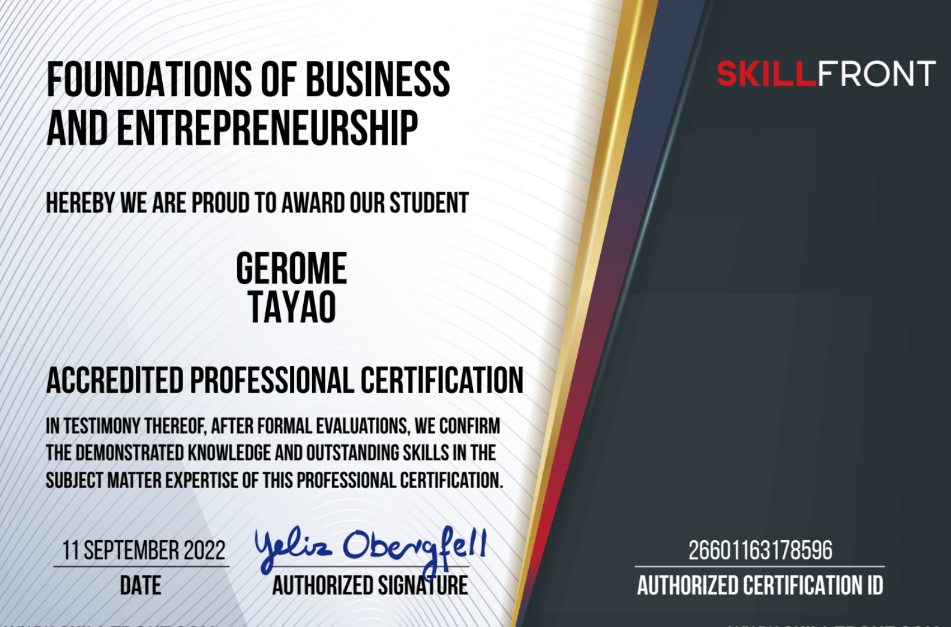 FOUNDATIONS OF BUSINESS
AND ENTREPRENEURSHIP
SKILLFRONT
HEREBY WE ARE PROUD TO AWARD OUR STUDENT
GEROME
TAYAO
ACCREDITED PROFESSIONAL CERTIFICATION
IN TESTIMONY THEREOF, AFTER FORMAL EVALUATIONS, WE CONFIRM
THE DEMONSTRATED KNOWLEDGE AND OUTSTANDING SKILLS IN THE
SUBJECT MATTER EXPERTISE OF THIS PROFESSIONAL CERTIFICATION.
11 SEPTEMBER 2022
DATE
Yeliz Obergfell
AUTHORIZED SIGNATURE
26601163178596
AUTHORIZED CERTIFICATION ID